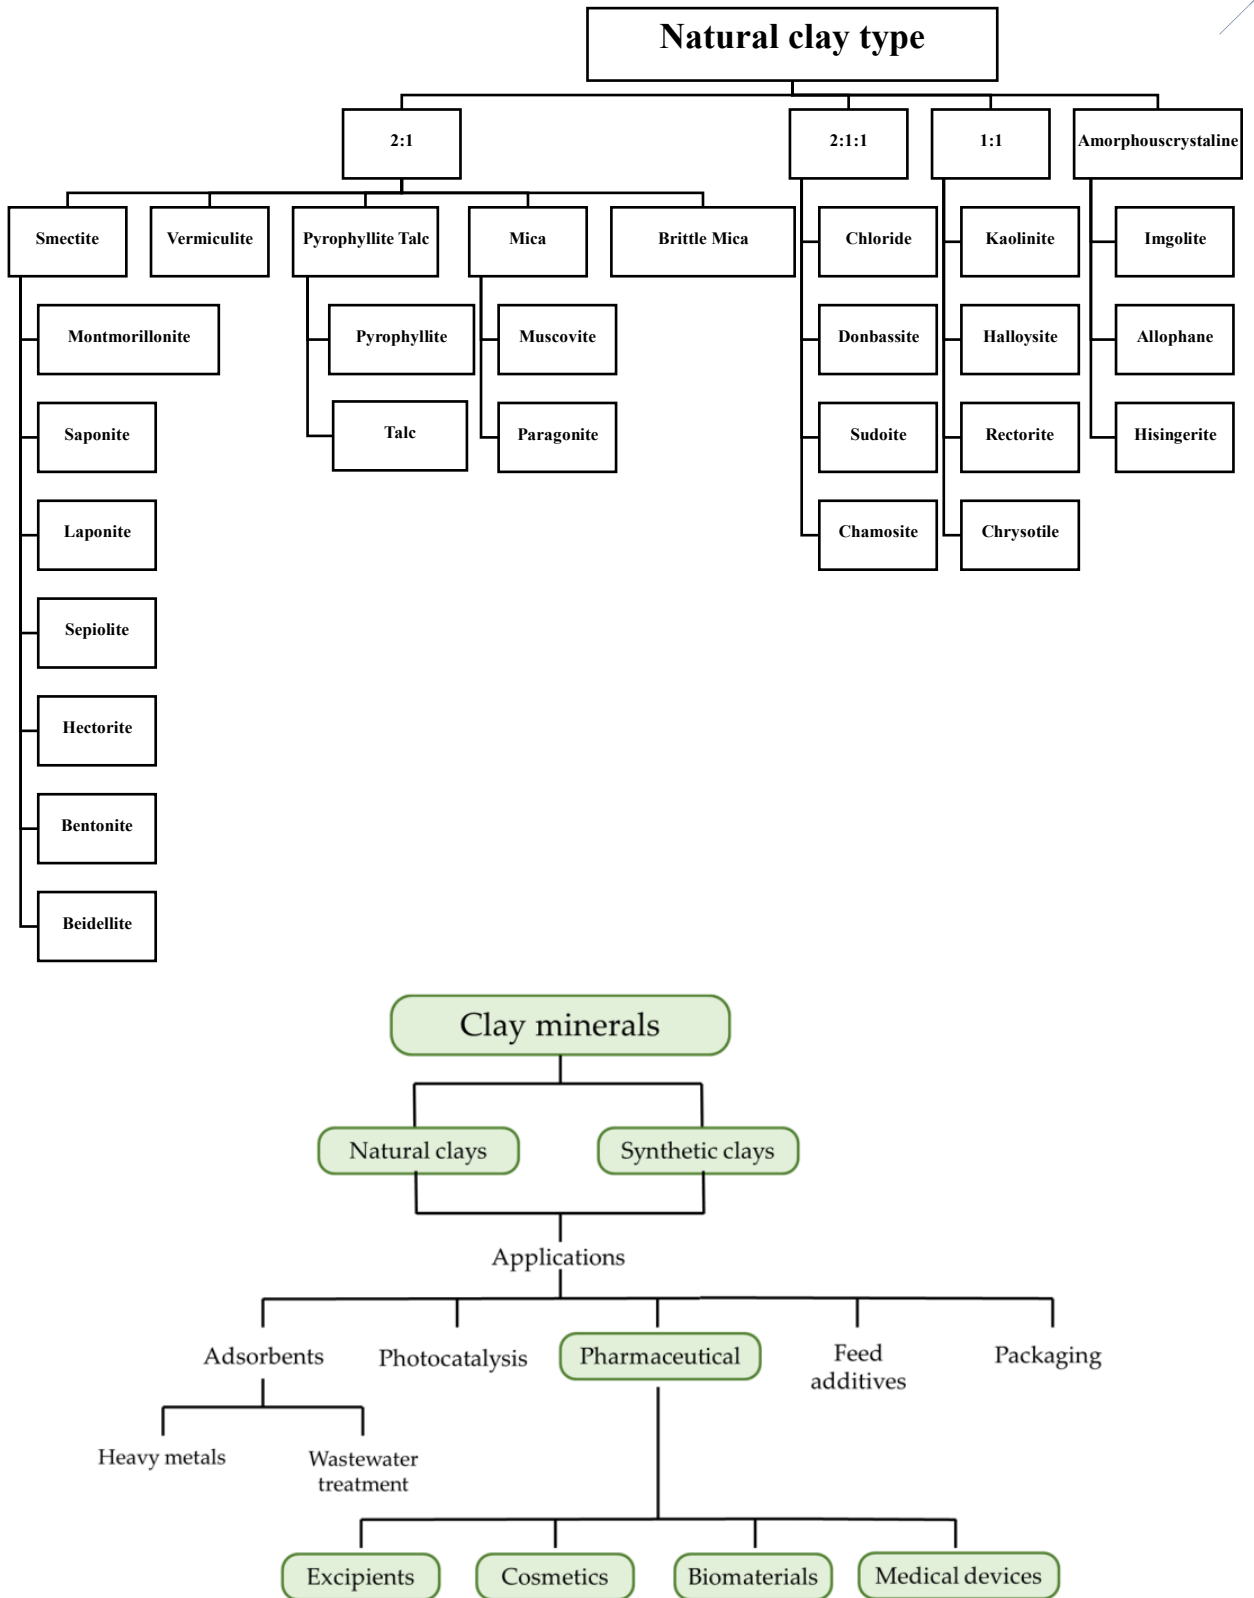 Natural clay type
2:1
2:1:1
1:1
Amorphouscrystaline
Smectite
Vermiculite
Pyrophyllite Talc
Mica
Brittle Mica
Chloride
Kaolinite
Imgolite
Montmorillonite
Pyrophyllite
Muscovite
Donbassite
Halloysite
Allophane
Saponite
Talc
Paragonite
Sudoite
Rectorite
Hisingerite
Laponite
Chamosite
Chrysotile
Sepiolite
Hectorite
Bentonite
Beidellite
Clay minerals
Natural clays
Synthetic clays
Applications
Adsorbents
Photocatalysis
Pharmaceutical
Feed
additives
Packaging
Heavy metals
Wastewater
treatment
Excipients
Cosmetics
Biomaterials
Medical devices